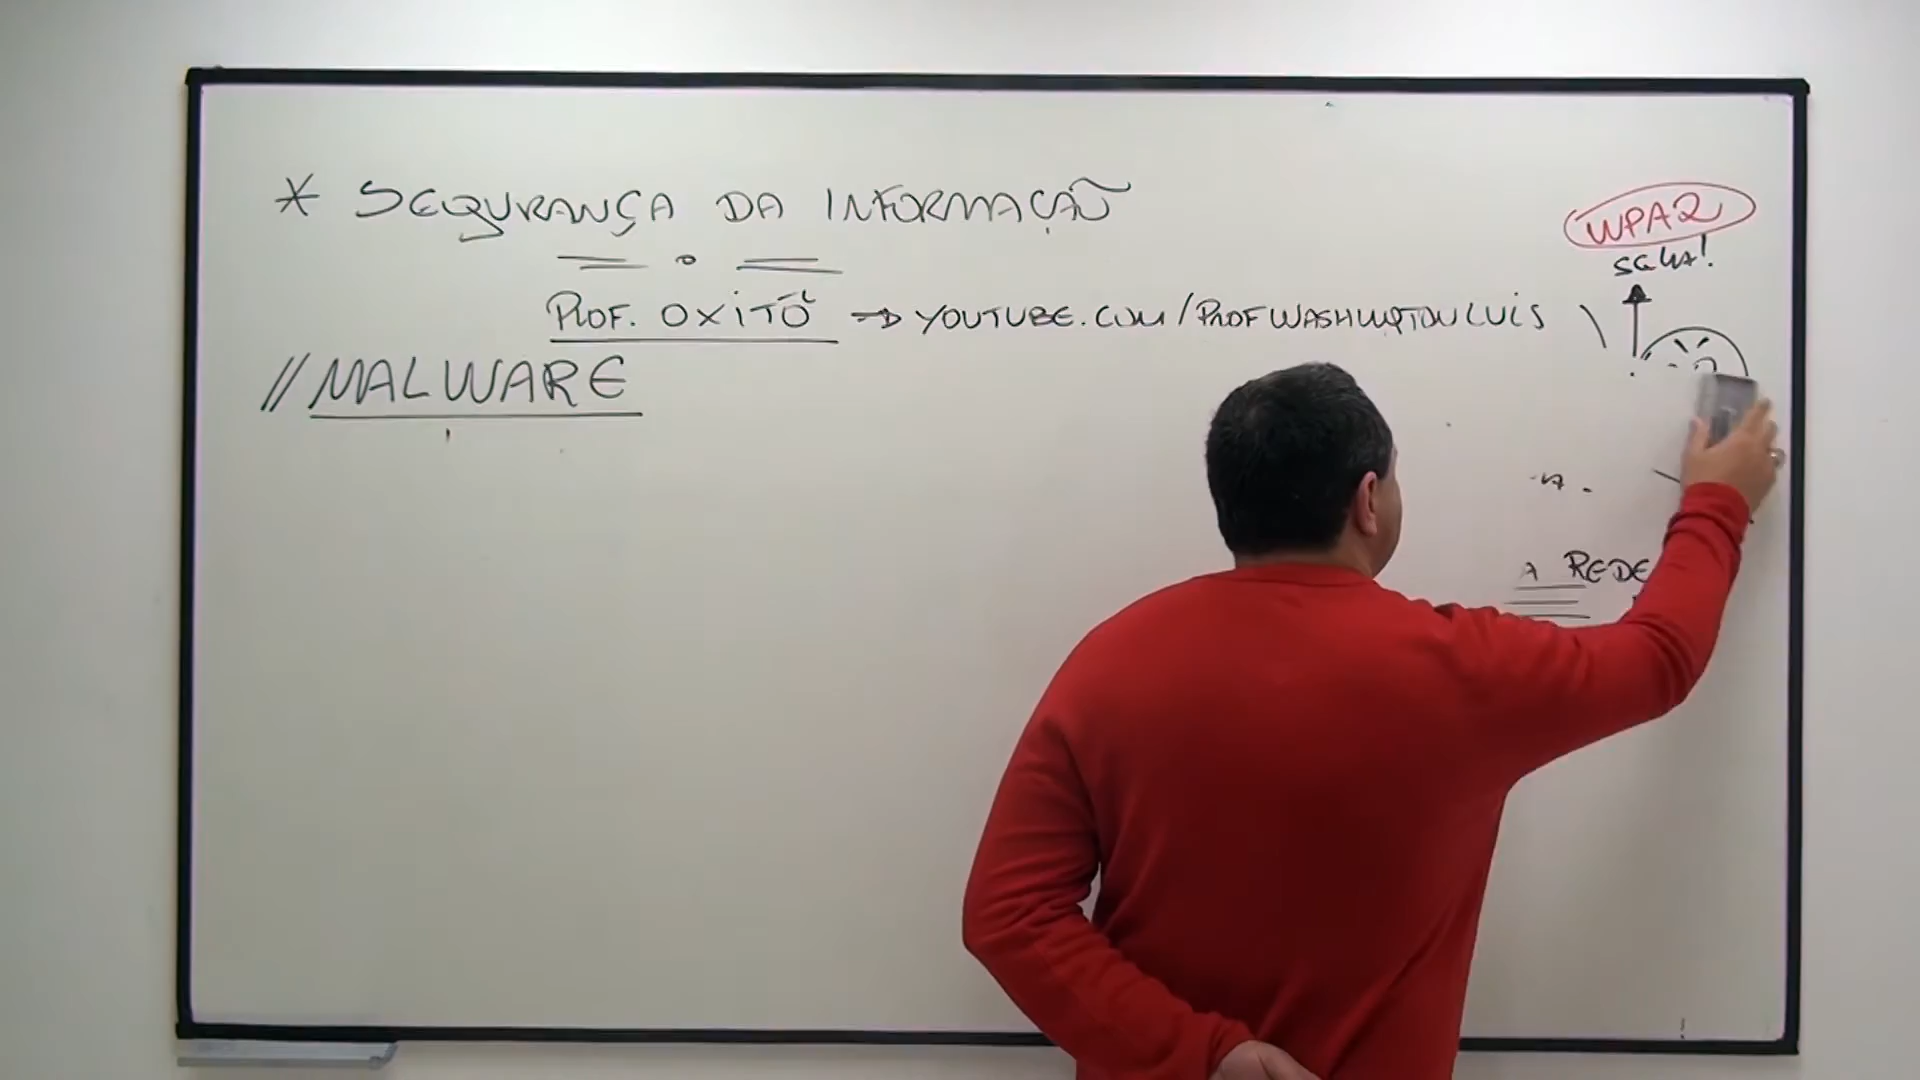 * SEGURANÇA DA INFORMAÇÃO
PROF. OXITÓ → YOUTUBE.COM/PROFWASHINGTONLUIS
// MALWARE
WPA2
A REDE